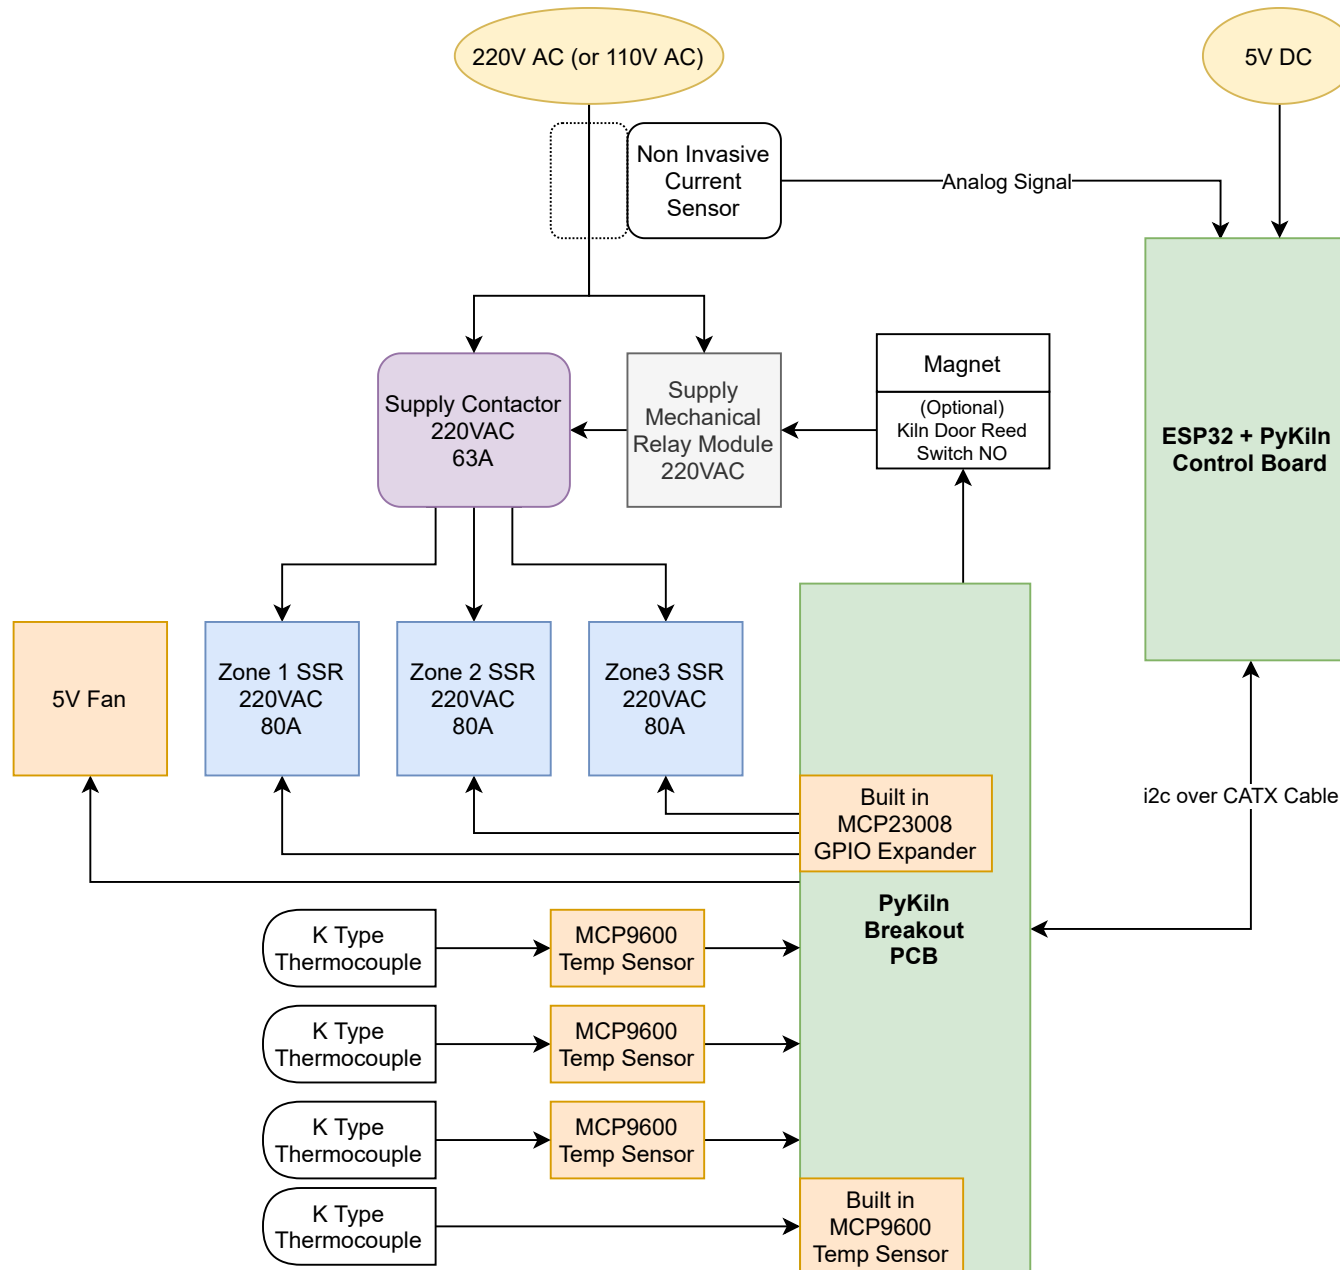 220V AC (or 110V AC)
5V DC
Non Invasive
Current
Sensor
Analog Signal
Supply Contactor
220VAC
63A
Supply
Mechanical
Relay Module
220VAC
Magnet
(Optional)
Kiln Door Reed
Switch NO
ESP32 + PyKiln
Control Board
5V Fan
Zone 1 SSR
220VAC
80A
Zone 2 SSR
220VAC
80A
Zone3 SSR
220VAC
80A
Built in
MCP23008
GPIO Expander
i2c over CATX Cable
PyKiln
Breakout
PCB
K Type
Thermocouple
MCP9600
Temp Sensor
K Type
Thermocouple
MCP9600
Temp Sensor
K Type
Thermocouple
MCP9600
Temp Sensor
K Type
Thermocouple
Built in
MCP9600
Temp Sensor